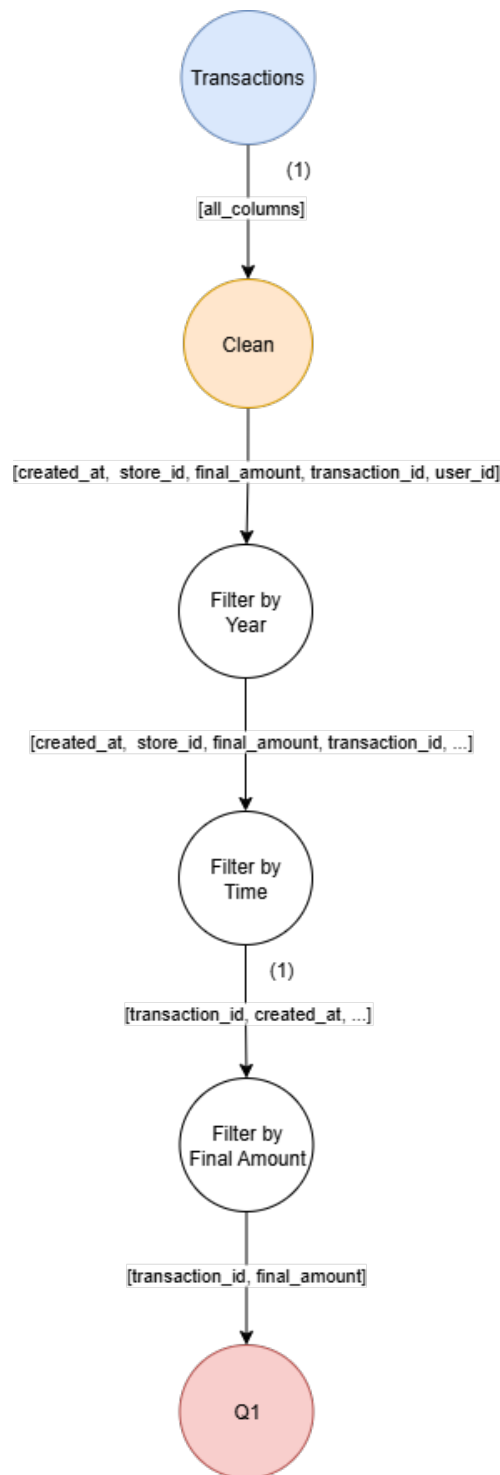 Transactions
(1)
[all_columns]
Clean
[created_at, store_id, final_amount, transaction_id, user_id]
Filter by
Year
[created_at, store_id, final_amount, transaction_id, ...]
Filter by
Time
(1)
[transaction_id, created_at, ...]
Filter by
Final Amount
[transaction_id, final_amount]
Q1